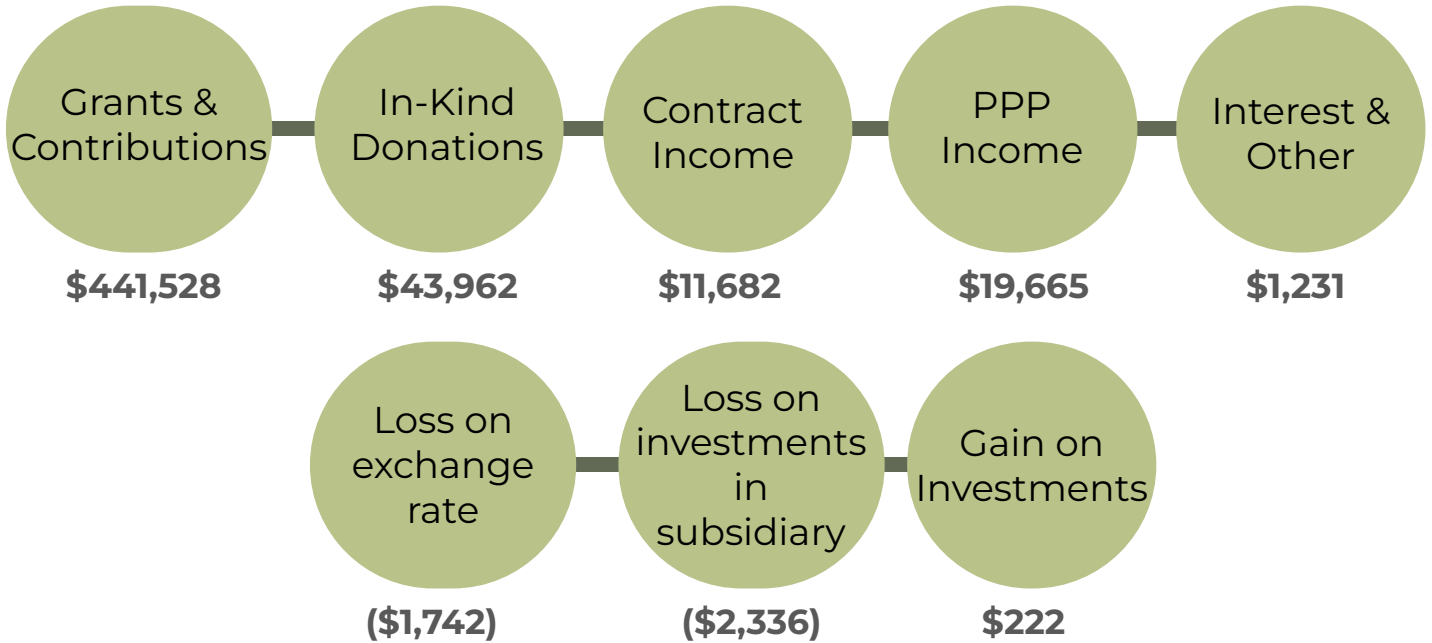 Grants &
Contributions
In-Kind
Donations
Contract
Income
PPP
Income
Interest &
Other
$441,528
$43,962
$11,682
$19,665
$1,231
Loss on
exchange
rate
Loss on
investments
in
subsidiary
Gain on
Investments
($1,742)
($2,336)
$222